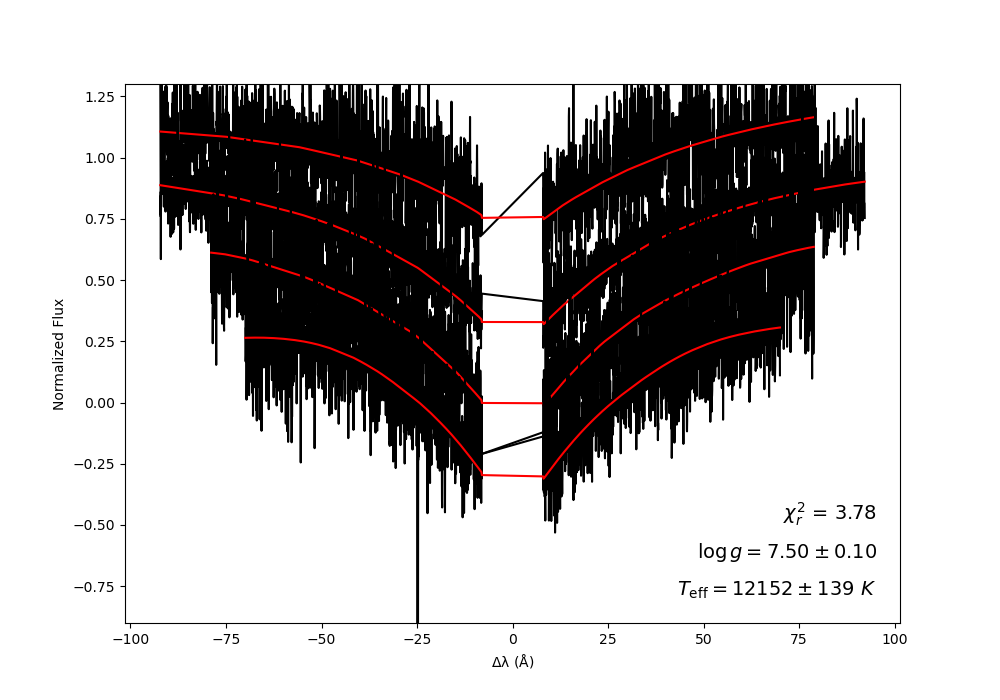 1.25
1.00
0.75
0.50
0.25
0.00
−0.25
−0.50
−0.75
Normalized Flux
χ²ᵣ = 3.78
log g = 7.50 ± 0.10
T_eff = 12152 ± 139 K
−100 −75 −50 −25 0 25 50 75 100
Δλ (Å)